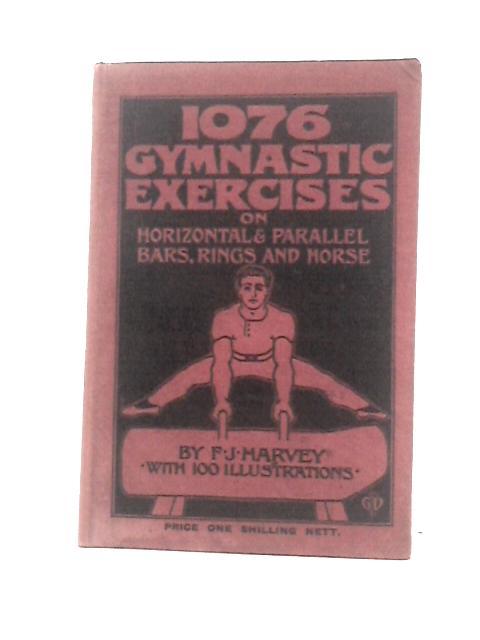 1076
GYMNASTIC
EXERCISES
ON
HORIZONTAL & PARALLEL
BARS, RINGS AND HORSE
BY F·J·HARVEY
·WITH 100 ILLUSTRATIONS·
GP
PRICE ONE SHILLING NETT.